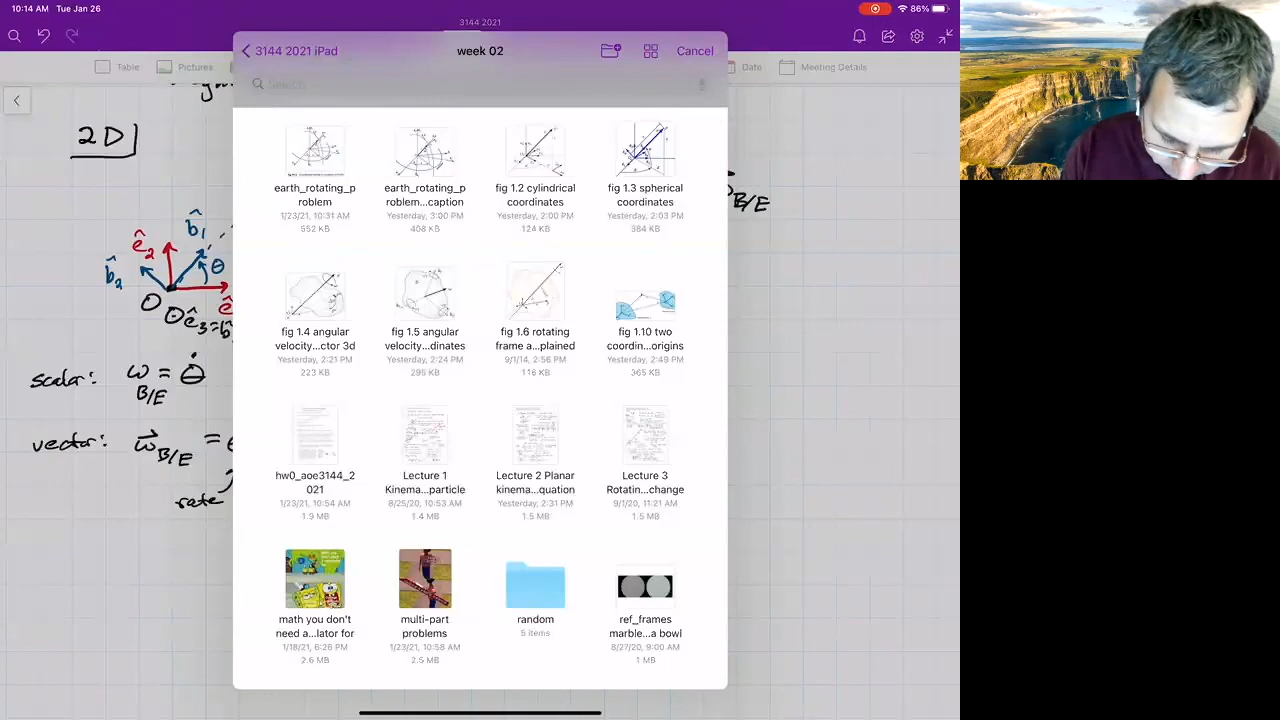 10:14 AM Tue Jan 26
86%
3144 2021
3144 2021 iPad
week 02
Cancel
Table
Pictures
Date
Meeting Details
Search
2D
earth_rotating_p
roblem
1/23/21, 10:31 AM
552 KB
earth_rotating_p
roblem...caption
Yesterday, 3:00 PM
408 KB
fig 1.2 cylindrical
coordinates
Yesterday, 2:00 PM
124 KB
fig 1.3 spherical
coordinates
Yesterday, 2:03 PM
384 KB
B/E
ê₂
b̂₁
b̂₂
θ
O
ê₃=b
fig 1.4 angular
velocity...ctor 3d
Yesterday, 2:21 PM
223 KB
fig 1.5 angular
velocity...dinates
Yesterday, 2:24 PM
295 KB
fig 1.6 rotating
frame a...plained
9/1/14, 2:56 PM
116 KB
fig 1.10 two
coordin...origins
Yesterday, 2:49 PM
365 KB
scalar: ω = θ̇
B/E
vector: ω⃗ B/E =
rate
hw0_aoe3144_2
021
1/23/21, 10:54 AM
1.9 MB
Lecture 1
Kinema...particle
8/25/20, 10:53 AM
1.4 MB
Lecture 2 Planar
kinema...quation
Yesterday, 2:31 PM
1.5 MB
Lecture 3
Rotatin...change
9/1/20, 11:21 AM
1.5 MB
math you don't
need a...lator for
1/18/21, 6:26 PM
2.6 MB
multi-part
problems
1/23/21, 10:58 AM
2.5 MB
random
5 items
ref_frames
marble...a bowl
8/27/20, 9:00 AM
1 MB